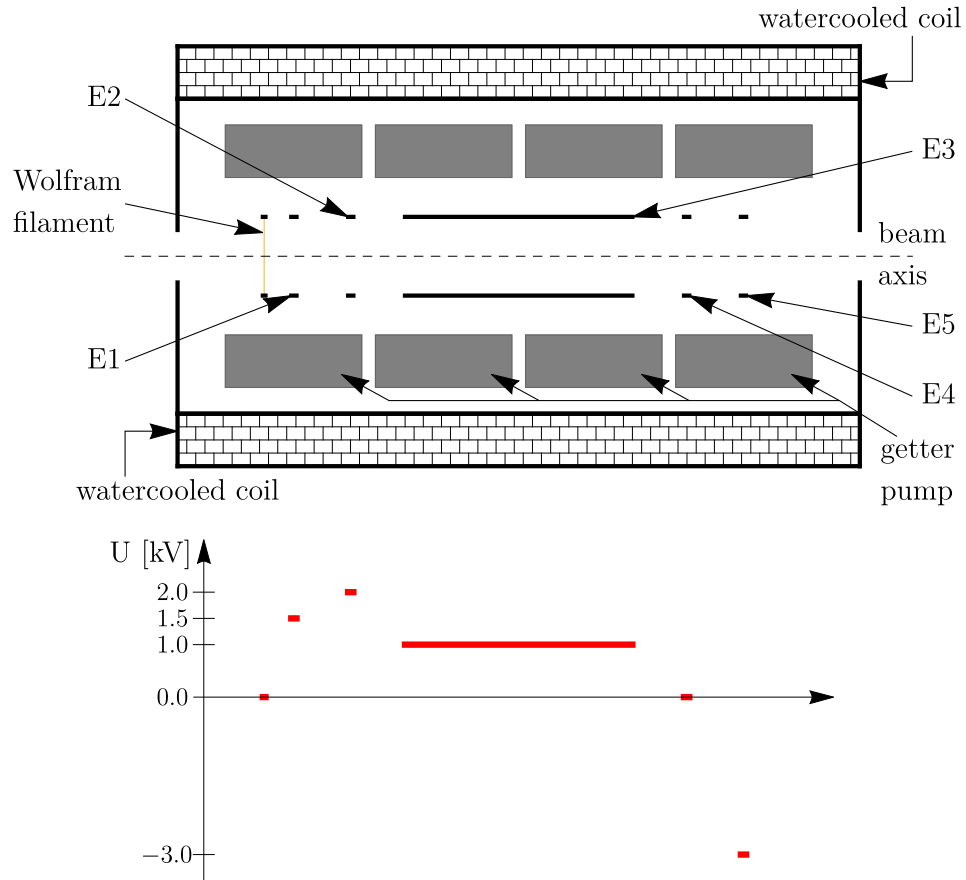 watercooled coil
E2
E3
Wolfram
filament
beam
axis
E1
E5
E4
getter
pump
watercooled coil
U [kV]
2.0
1.5
1.0
0.0
−3.0